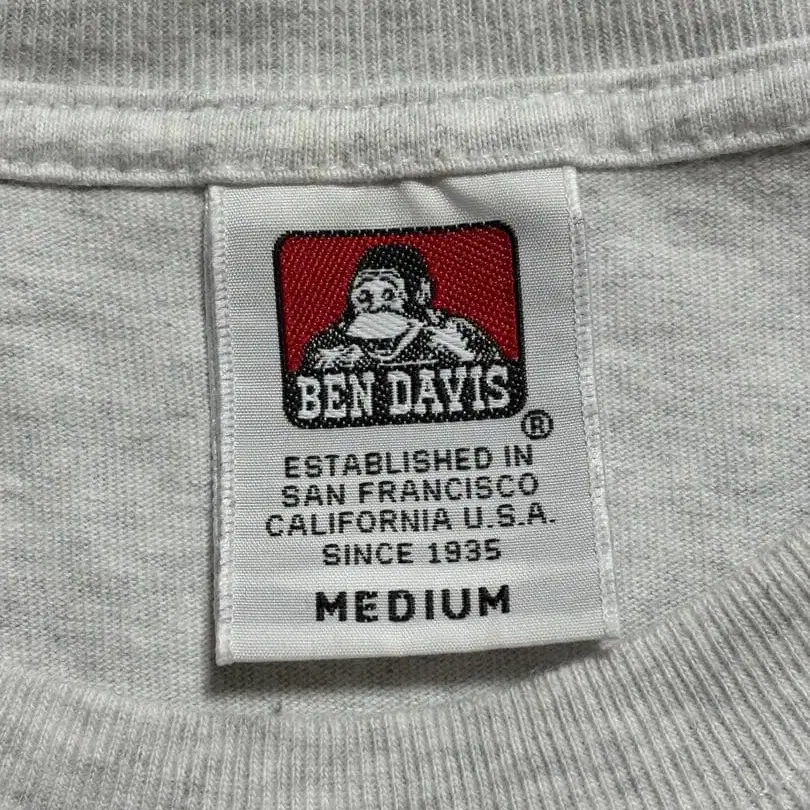 BEN DAVIS
®
ESTABLISHED IN
SAN FRANCISCO
CALIFORNIA U.S.A.
SINCE 1935
MEDIUM